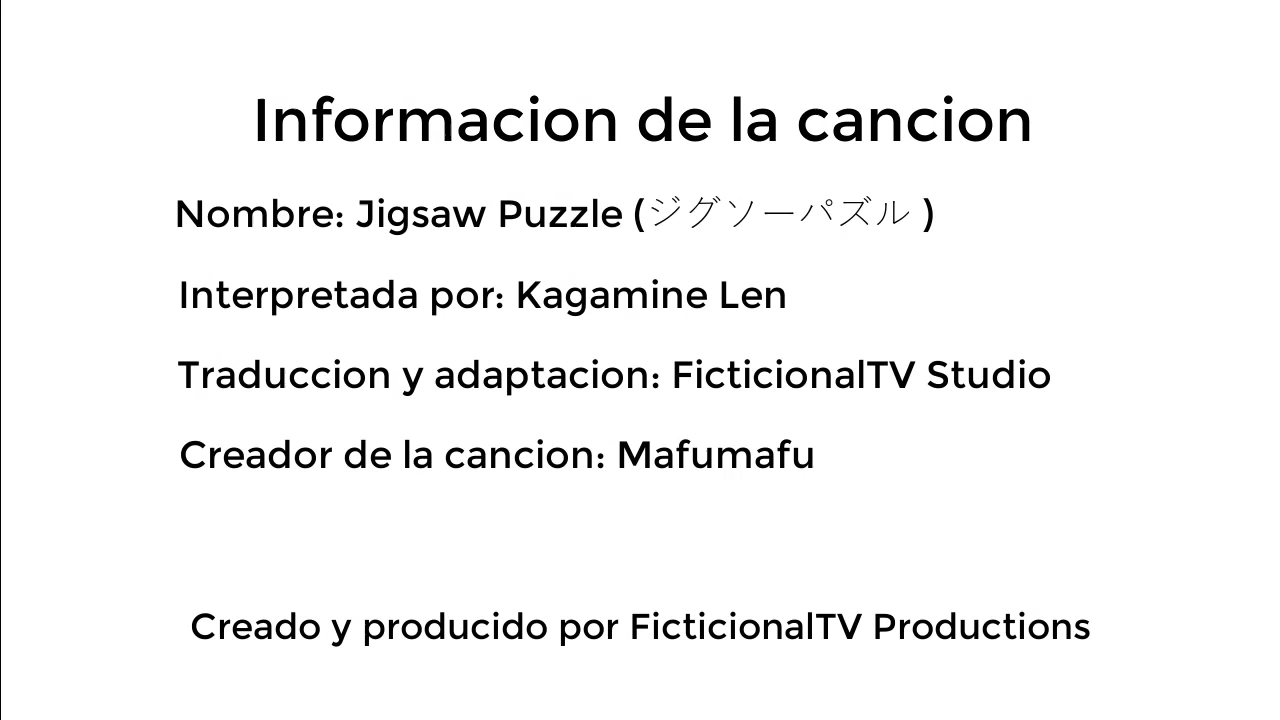 Informacion de la cancion
Nombre: Jigsaw Puzzle (ジグソーパズル )
Interpretada por: Kagamine Len
Traduccion y adaptacion: FicticionalTV Studio
Creador de la cancion: Mafumafu
Creado y producido por FicticionalTV Productions